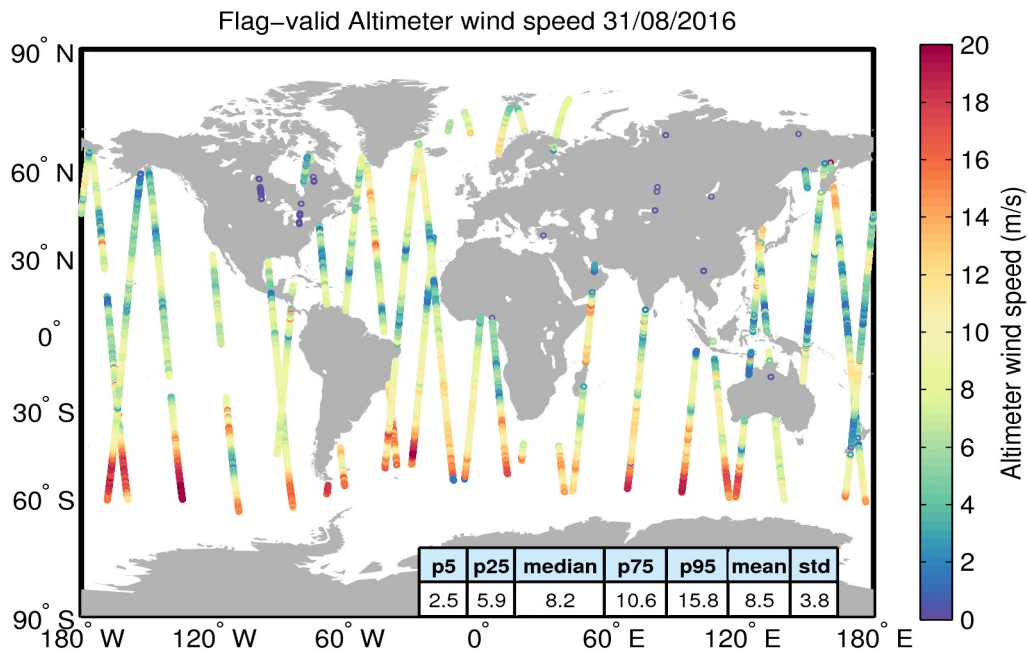 Flag−valid Altimeter wind speed 31/08/2016
90° N
60° N
30° N
0°
30° S
60° S
90° S
180° W
120° W
60° W
0°
60° E
120° E
180° E
p5 p25 median p75 p95 mean std
2.5 5.9 8.2 10.6 15.8 8.5 3.8
20
18
16
14
12
10
8
6
4
2
0
Altimeter wind speed (m/s)